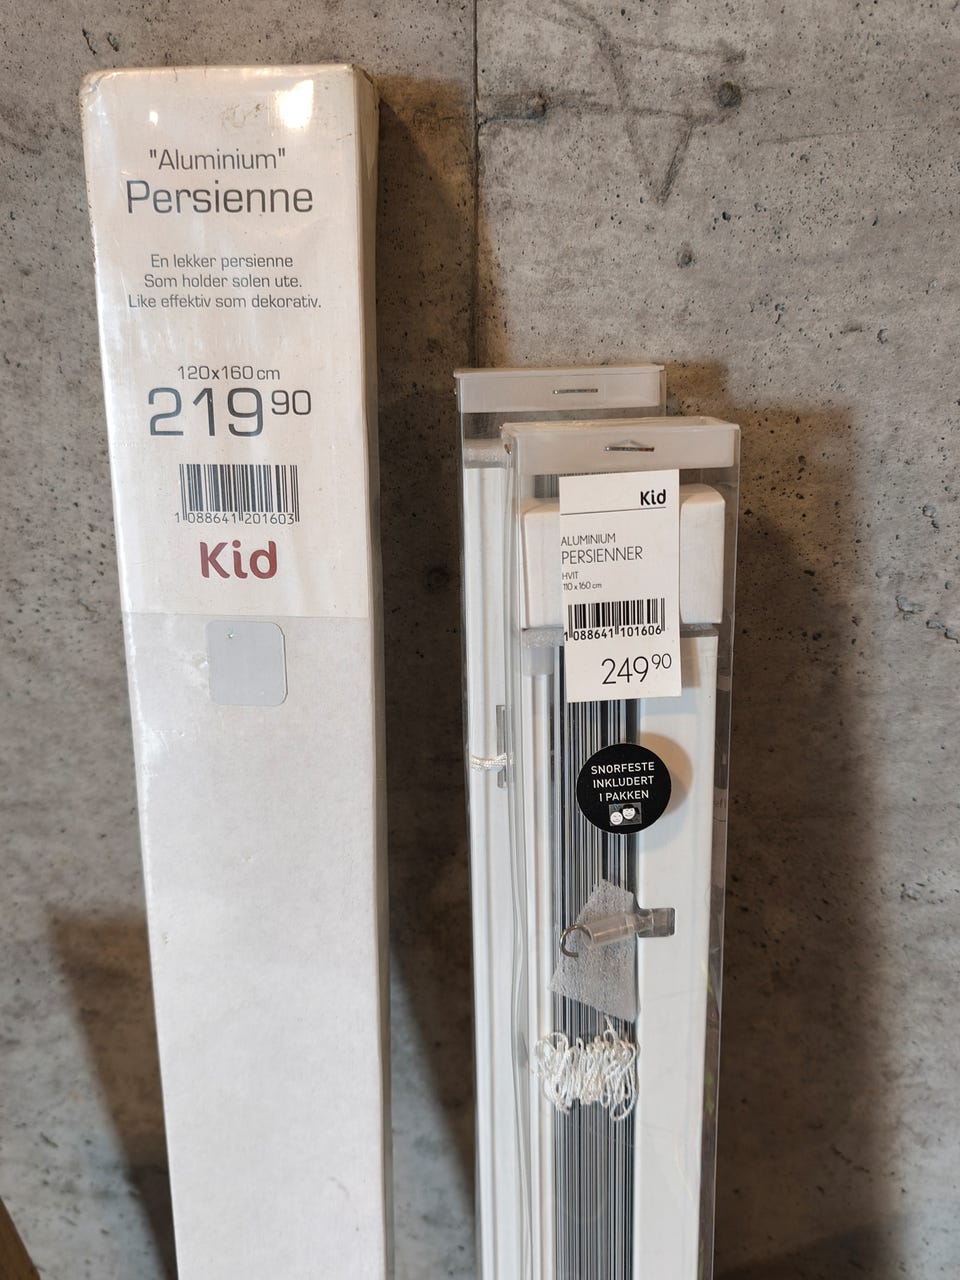 "Aluminium"
Persienne
En lekker persienne
Som holder solen ute.
Like effektiv som dekorativ.
120x160 cm
219 90
1 088641 201603
Kid
Kid
ALUMINIUM
PERSIENNER
HVIT
110 x 160 cm
1 088641 101606
249 90
SNORFESTE
INKLUDERT
I PAKKEN